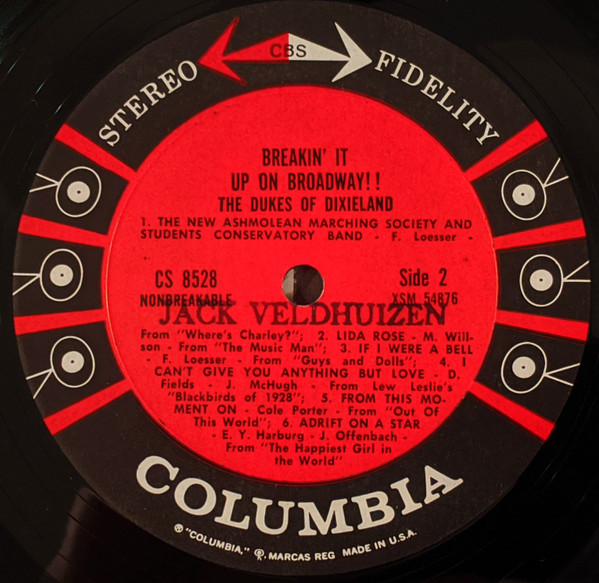 CBS
STEREO FIDELITY
BREAKIN' IT
UP ON BROADWAY!!
THE DUKES OF DIXIELAND
1. THE NEW ASHMOLEAN MARCHING SOCIETY AND
STUDENTS CONSERVATORY BAND - F. Loesser -
CS 8528 Side 2
NONBREAKABLE XSM 54876
JACK VELDHUIZEN
From "Where's Charley?"; 2. LIDA ROSE - M. Will-
son - From "The Music Man"; 3. IF I WERE A BELL
- F. Loesser - From "Guys and Dolls"; 4. I
CAN'T GIVE YOU ANYTHING BUT LOVE - D.
Fields - J. McHugh - From Lew Leslie's
"Blackbirds of 1928"; 5. FROM THIS MO-
MENT ON - Cole Porter - From "Out Of
This World"; 6. ADRIFT ON A STAR
- E. Y. Harburg - J. Offenbach -
From "The Happiest Girl in
the World"
COLUMBIA
® "COLUMBIA," ®, MARCAS REG MADE IN U.S.A.